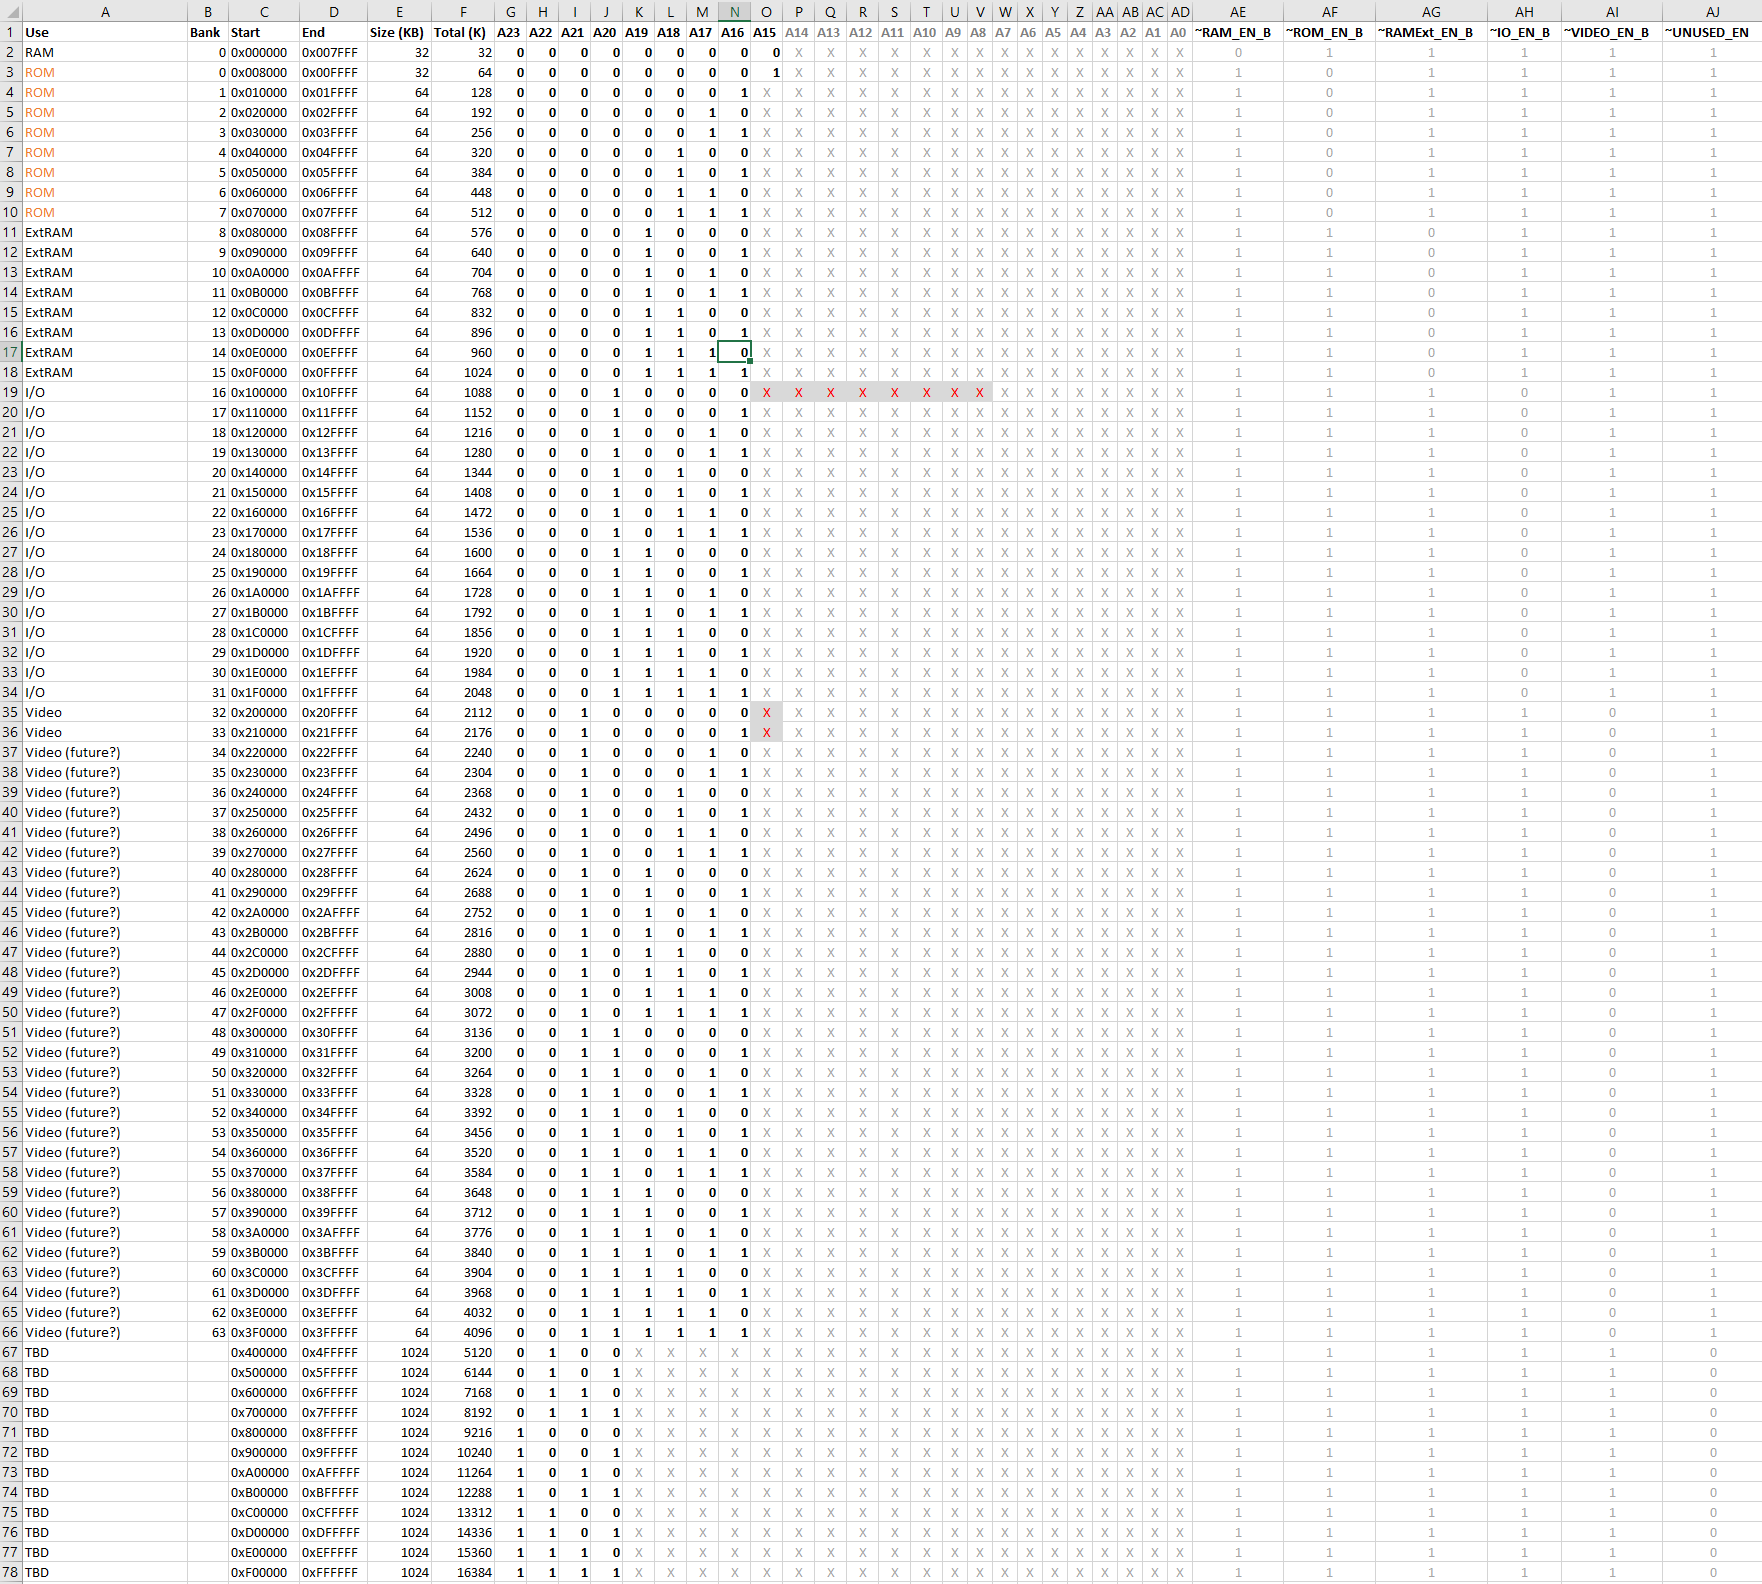 A B C D E F G H I J K L M N O P Q R S T U V W X Y Z AA AB AC AD AE AF AG AH AI AJ
1 Use Bank Start End Size (KB) Total (K) A23 A22 A21 A20 A19 A18 A17 A16 A15 A14 A13 A12 A11 A10 A9 A8 A7 A6 A5 A4 A3 A2 A1 A0 ~RAM_EN_B ~ROM_EN_B ~RAMExt_EN_B ~IO_EN_B ~VIDEO_EN_B ~UNUSED_EN
2 RAM 0 0x000000 0x007FFF 32 32 0 0 0 0 0 0 0 0 0 X X X X X X X X X X X X X X X 0 1 1 1 1 1
3 ROM 0 0x008000 0x00FFFF 32 64 0 0 0 0 0 0 0 0 1 X X X X X X X X X X X X X X X 1 0 1 1 1 1
4 ROM 1 0x010000 0x01FFFF 64 128 0 0 0 0 0 0 0 1 X X X X X X X X X X X X X X X X 1 0 1 1 1 1
5 ROM 2 0x020000 0x02FFFF 64 192 0 0 0 0 0 0 1 0 X X X X X X X X X X X X X X X X 1 0 1 1 1 1
6 ROM 3 0x030000 0x03FFFF 64 256 0 0 0 0 0 0 1 1 X X X X X X X X X X X X X X X X 1 0 1 1 1 1
7 ROM 4 0x040000 0x04FFFF 64 320 0 0 0 0 0 1 0 0 X X X X X X X X X X X X X X X X 1 0 1 1 1 1
8 ROM 5 0x050000 0x05FFFF 64 384 0 0 0 0 0 1 0 1 X X X X X X X X X X X X X X X X 1 0 1 1 1 1
9 ROM 6 0x060000 0x06FFFF 64 448 0 0 0 0 0 1 1 0 X X X X X X X X X X X X X X X X 1 0 1 1 1 1
10 ROM 7 0x070000 0x07FFFF 64 512 0 0 0 0 0 1 1 1 X X X X X X X X X X X X X X X X 1 0 1 1 1 1
11 ExtRAM 8 0x080000 0x08FFFF 64 576 0 0 0 0 1 0 0 0 X X X X X X X X X X X X X X X X 1 1 0 1 1 1
12 ExtRAM 9 0x090000 0x09FFFF 64 640 0 0 0 0 1 0 0 1 X X X X X X X X X X X X X X X X 1 1 0 1 1 1
13 ExtRAM 10 0x0A0000 0x0AFFFF 64 704 0 0 0 0 1 0 1 0 X X X X X X X X X X X X X X X X 1 1 0 1 1 1
14 ExtRAM 11 0x0B0000 0x0BFFFF 64 768 0 0 0 0 1 0 1 1 X X X X X X X X X X X X X X X X 1 1 0 1 1 1
15 ExtRAM 12 0x0C0000 0x0CFFFF 64 832 0 0 0 0 1 1 0 0 X X X X X X X X X X X X X X X X 1 1 0 1 1 1
16 ExtRAM 13 0x0D0000 0x0DFFFF 64 896 0 0 0 0 1 1 0 1 X X X X X X X X X X X X X X X X 1 1 0 1 1 1
17 ExtRAM 14 0x0E0000 0x0EFFFF 64 960 0 0 0 0 1 1 1 0 X X X X X X X X X X X X X X X X 1 1 0 1 1 1
18 ExtRAM 15 0x0F0000 0x0FFFFF 64 1024 0 0 0 0 1 1 1 1 X X X X X X X X X X X X X X X X 1 1 0 1 1 1
19 I/O 16 0x100000 0x10FFFF 64 1088 0 0 0 1 0 0 0 0 X X X X X X X X X X X X X X X X 1 1 1 0 1 1
20 I/O 17 0x110000 0x11FFFF 64 1152 0 0 0 1 0 0 0 1 X X X X X X X X X X X X X X X X 1 1 1 0 1 1
21 I/O 18 0x120000 0x12FFFF 64 1216 0 0 0 1 0 0 1 0 X X X X X X X X X X X X X X X X 1 1 1 0 1 1
22 I/O 19 0x130000 0x13FFFF 64 1280 0 0 0 1 0 0 1 1 X X X X X X X X X X X X X X X X 1 1 1 0 1 1
23 I/O 20 0x140000 0x14FFFF 64 1344 0 0 0 1 0 1 0 0 X X X X X X X X X X X X X X X X 1 1 1 0 1 1
24 I/O 21 0x150000 0x15FFFF 64 1408 0 0 0 1 0 1 0 1 X X X X X X X X X X X X X X X X 1 1 1 0 1 1
25 I/O 22 0x160000 0x16FFFF 64 1472 0 0 0 1 0 1 1 0 X X X X X X X X X X X X X X X X 1 1 1 0 1 1
26 I/O 23 0x170000 0x17FFFF 64 1536 0 0 0 1 0 1 1 1 X X X X X X X X X X X X X X X X 1 1 1 0 1 1
27 I/O 24 0x180000 0x18FFFF 64 1600 0 0 0 1 1 0 0 0 X X X X X X X X X X X X X X X X 1 1 1 0 1 1
28 I/O 25 0x190000 0x19FFFF 64 1664 0 0 0 1 1 0 0 1 X X X X X X X X X X X X X X X X 1 1 1 0 1 1
29 I/O 26 0x1A0000 0x1AFFFF 64 1728 0 0 0 1 1 0 1 0 X X X X X X X X X X X X X X X X 1 1 1 0 1 1
30 I/O 27 0x1B0000 0x1BFFFF 64 1792 0 0 0 1 1 0 1 1 X X X X X X X X X X X X X X X X 1 1 1 0 1 1
31 I/O 28 0x1C0000 0x1CFFFF 64 1856 0 0 0 1 1 1 0 0 X X X X X X X X X X X X X X X X 1 1 1 0 1 1
32 I/O 29 0x1D0000 0x1DFFFF 64 1920 0 0 0 1 1 1 0 1 X X X X X X X X X X X X X X X X 1 1 1 0 1 1
33 I/O 30 0x1E0000 0x1EFFFF 64 1984 0 0 0 1 1 1 1 0 X X X X X X X X X X X X X X X X 1 1 1 0 1 1
34 I/O 31 0x1F0000 0x1FFFFF 64 2048 0 0 0 1 1 1 1 1 X X X X X X X X X X X X X X X X 1 1 1 0 1 1
35 Video 32 0x200000 0x20FFFF 64 2112 0 0 1 0 0 0 0 0 X X X X X X X X X X X X X X X X 1 1 1 1 0 1
36 Video 33 0x210000 0x21FFFF 64 2176 0 0 1 0 0 0 0 1 X X X X X X X X X X X X X X X X 1 1 1 1 0 1
37 Video (future?) 34 0x220000 0x22FFFF 64 2240 0 0 1 0 0 0 1 0 X X X X X X X X X X X X X X X X 1 1 1 1 0 1
38 Video (future?) 35 0x230000 0x23FFFF 64 2304 0 0 1 0 0 0 1 1 X X X X X X X X X X X X X X X X 1 1 1 1 0 1
39 Video (future?) 36 0x240000 0x24FFFF 64 2368 0 0 1 0 0 1 0 0 X X X X X X X X X X X X X X X X 1 1 1 1 0 1
40 Video (future?) 37 0x250000 0x25FFFF 64 2432 0 0 1 0 0 1 0 1 X X X X X X X X X X X X X X X X 1 1 1 1 0 1
41 Video (future?) 38 0x260000 0x26FFFF 64 2496 0 0 1 0 0 1 1 0 X X X X X X X X X X X X X X X X 1 1 1 1 0 1
42 Video (future?) 39 0x270000 0x27FFFF 64 2560 0 0 1 0 0 1 1 1 X X X X X X X X X X X X X X X X 1 1 1 1 0 1
43 Video (future?) 40 0x280000 0x28FFFF 64 2624 0 0 1 0 1 0 0 0 X X X X X X X X X X X X X X X X 1 1 1 1 0 1
44 Video (future?) 41 0x290000 0x29FFFF 64 2688 0 0 1 0 1 0 0 1 X X X X X X X X X X X X X X X X 1 1 1 1 0 1
45 Video (future?) 42 0x2A0000 0x2AFFFF 64 2752 0 0 1 0 1 0 1 0 X X X X X X X X X X X X X X X X 1 1 1 1 0 1
46 Video (future?) 43 0x2B0000 0x2BFFFF 64 2816 0 0 1 0 1 0 1 1 X X X X X X X X X X X X X X X X 1 1 1 1 0 1
47 Video (future?) 44 0x2C0000 0x2CFFFF 64 2880 0 0 1 0 1 1 0 0 X X X X X X X X X X X X X X X X 1 1 1 1 0 1
48 Video (future?) 45 0x2D0000 0x2DFFFF 64 2944 0 0 1 0 1 1 0 1 X X X X X X X X X X X X X X X X 1 1 1 1 0 1
49 Video (future?) 46 0x2E0000 0x2EFFFF 64 3008 0 0 1 0 1 1 1 0 X X X X X X X X X X X X X X X X 1 1 1 1 0 1
50 Video (future?) 47 0x2F0000 0x2FFFFF 64 3072 0 0 1 0 1 1 1 1 X X X X X X X X X X X X X X X X 1 1 1 1 0 1
51 Video (future?) 48 0x300000 0x30FFFF 64 3136 0 0 1 1 0 0 0 0 X X X X X X X X X X X X X X X X 1 1 1 1 0 1
52 Video (future?) 49 0x310000 0x31FFFF 64 3200 0 0 1 1 0 0 0 1 X X X X X X X X X X X X X X X X 1 1 1 1 0 1
53 Video (future?) 50 0x320000 0x32FFFF 64 3264 0 0 1 1 0 0 1 0 X X X X X X X X X X X X X X X X 1 1 1 1 0 1
54 Video (future?) 51 0x330000 0x33FFFF 64 3328 0 0 1 1 0 0 1 1 X X X X X X X X X X X X X X X X 1 1 1 1 0 1
55 Video (future?) 52 0x340000 0x34FFFF 64 3392 0 0 1 1 0 1 0 0 X X X X X X X X X X X X X X X X 1 1 1 1 0 1
56 Video (future?) 53 0x350000 0x35FFFF 64 3456 0 0 1 1 0 1 0 1 X X X X X X X X X X X X X X X X 1 1 1 1 0 1
57 Video (future?) 54 0x360000 0x36FFFF 64 3520 0 0 1 1 0 1 1 0 X X X X X X X X X X X X X X X X 1 1 1 1 0 1
58 Video (future?) 55 0x370000 0x37FFFF 64 3584 0 0 1 1 0 1 1 1 X X X X X X X X X X X X X X X X 1 1 1 1 0 1
59 Video (future?) 56 0x380000 0x38FFFF 64 3648 0 0 1 1 1 0 0 0 X X X X X X X X X X X X X X X X 1 1 1 1 0 1
60 Video (future?) 57 0x390000 0x39FFFF 64 3712 0 0 1 1 1 0 0 1 X X X X X X X X X X X X X X X X 1 1 1 1 0 1
61 Video (future?) 58 0x3A0000 0x3AFFFF 64 3776 0 0 1 1 1 0 1 0 X X X X X X X X X X X X X X X X 1 1 1 1 0 1
62 Video (future?) 59 0x3B0000 0x3BFFFF 64 3840 0 0 1 1 1 0 1 1 X X X X X X X X X X X X X X X X 1 1 1 1 0 1
63 Video (future?) 60 0x3C0000 0x3CFFFF 64 3904 0 0 1 1 1 1 0 0 X X X X X X X X X X X X X X X X 1 1 1 1 0 1
64 Video (future?) 61 0x3D0000 0x3DFFFF 64 3968 0 0 1 1 1 1 0 1 X X X X X X X X X X X X X X X X 1 1 1 1 0 1
65 Video (future?) 62 0x3E0000 0x3EFFFF 64 4032 0 0 1 1 1 1 1 0 X X X X X X X X X X X X X X X X 1 1 1 1 0 1
66 Video (future?) 63 0x3F0000 0x3FFFFF 64 4096 0 0 1 1 1 1 1 1 X X X X X X X X X X X X X X X X 1 1 1 1 0 1
67 TBD 0x400000 0x4FFFFF 1024 5120 0 1 0 0 X X X X X X X X X X X X X X X X X X X X 1 1 1 1 1 0
68 TBD 0x500000 0x5FFFFF 1024 6144 0 1 0 1 X X X X X X X X X X X X X X X X X X X X 1 1 1 1 1 0
69 TBD 0x600000 0x6FFFFF 1024 7168 0 1 1 0 X X X X X X X X X X X X X X X X X X X X 1 1 1 1 1 0
70 TBD 0x700000 0x7FFFFF 1024 8192 0 1 1 1 X X X X X X X X X X X X X X X X X X X X 1 1 1 1 1 0
71 TBD 0x800000 0x8FFFFF 1024 9216 1 0 0 0 X X X X X X X X X X X X X X X X X X X X 1 1 1 1 1 0
72 TBD 0x900000 0x9FFFFF 1024 10240 1 0 0 1 X X X X X X X X X X X X X X X X X X X X 1 1 1 1 1 0
73 TBD 0xA00000 0xAFFFFF 1024 11264 1 0 1 0 X X X X X X X X X X X X X X X X X X X X 1 1 1 1 1 0
74 TBD 0xB00000 0xBFFFFF 1024 12288 1 0 1 1 X X X X X X X X X X X X X X X X X X X X 1 1 1 1 1 0
75 TBD 0xC00000 0xCFFFFF 1024 13312 1 1 0 0 X X X X X X X X X X X X X X X X X X X X 1 1 1 1 1 0
76 TBD 0xD00000 0xDFFFFF 1024 14336 1 1 0 1 X X X X X X X X X X X X X X X X X X X X 1 1 1 1 1 0
77 TBD 0xE00000 0xEFFFFF 1024 15360 1 1 1 0 X X X X X X X X X X X X X X X X X X X X 1 1 1 1 1 0
78 TBD 0xF00000 0xFFFFFF 1024 16384 1 1 1 1 X X X X X X X X X X X X X X X X X X X X 1 1 1 1 1 0